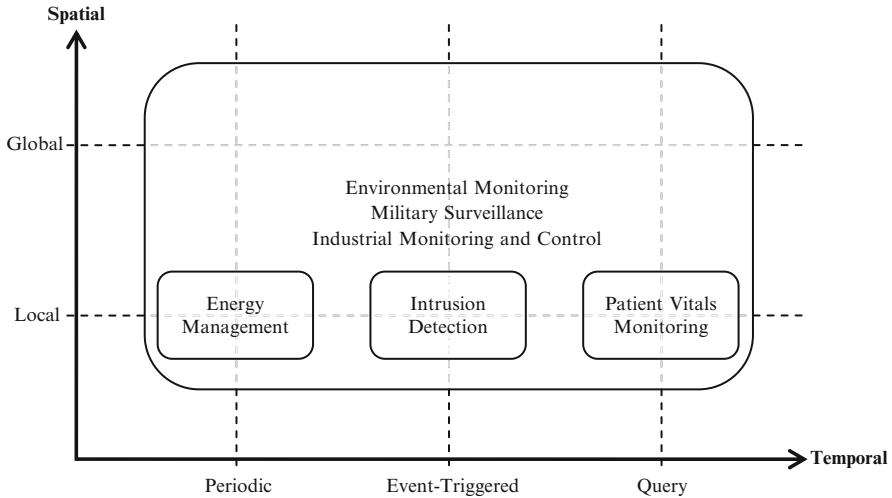 Spatial
Global
Environmental Monitoring
Military Surveillance
Industrial Monitoring and Control
Local
Energy
Management
Intrusion
Detection
Patient Vitals
Monitoring
Temporal
Periodic
Event-Triggered
Query